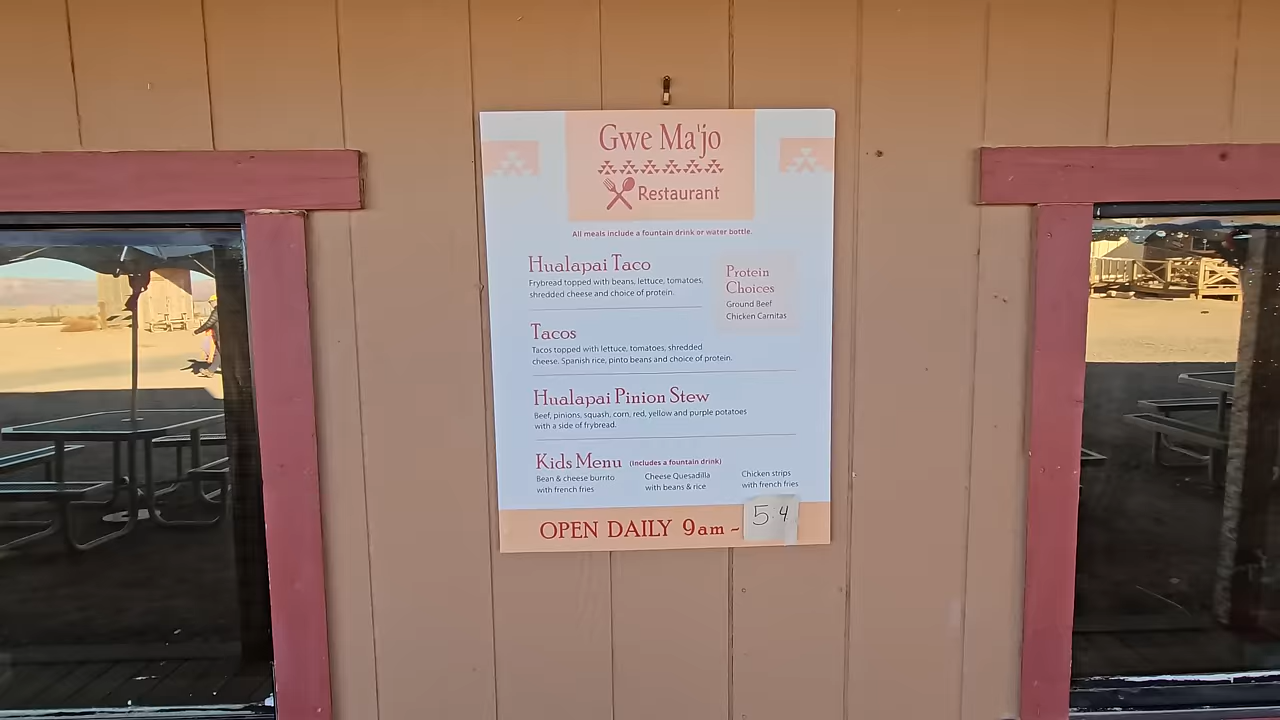 Gwe Ma'jo
Restaurant
All meals include a fountain drink or water bottle.
Hualapai Taco
Frybread topped with beans, lettuce, tomatoes,
shredded cheese and choice of protein.
Protein
Choices
Ground Beef
Chicken Carnitas
Tacos
Tacos topped with lettuce, tomatoes, shredded
cheese. Spanish rice, pinto beans and choice of protein.
Hualapai Pinion Stew
Beef, pinions, squash, corn, red, yellow and purple potatoes
with a side of frybread.
Kids Menu (includes a fountain drink)
Bean & cheese burrito
with french fries
Cheese Quesadilla
with beans & rice
Chicken strips
with french fries
OPEN DAILY 9am ~ 5.4